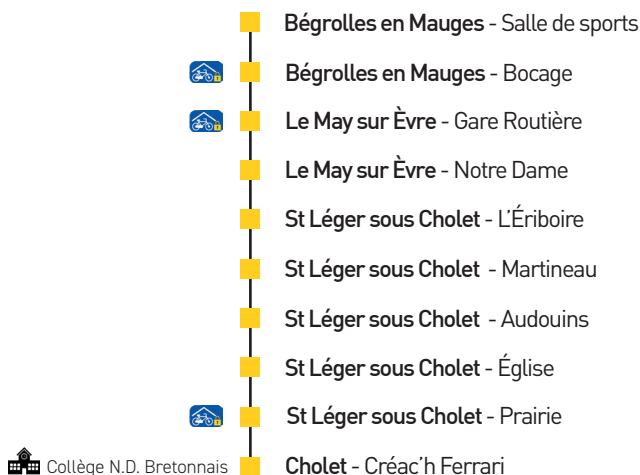 Bégrolles en Mauges - Salle de sports
Bégrolles en Mauges - Bocage
Le May sur Èvre - Gare Routière
Le May sur Èvre - Notre Dame
St Léger sous Cholet - L'Ériboire
St Léger sous Cholet - Martineau
St Léger sous Cholet - Audouins
St Léger sous Cholet - Église
St Léger sous Cholet - Prairie
Collège N.D. Bretonnais Cholet - Créac'h Ferrari